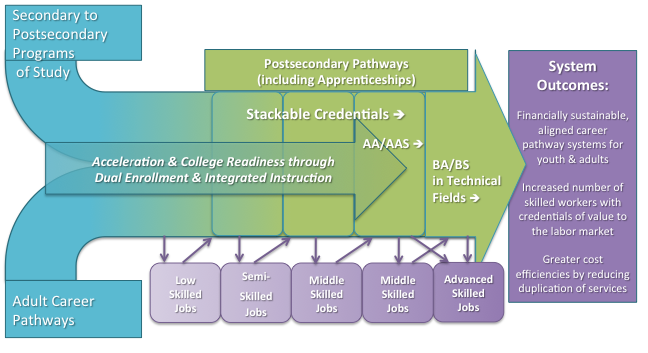 Secondary to
Postsecondary
Programs
of Study
Postsecondary Pathways
(including Apprenticeships)
Stackable Credentials →
AA/AAS →
BA/BS
in Technical
Fields →
Acceleration & College Readiness through
Dual Enrollment & Integrated Instruction
System
Outcomes:
Financially sustainable,
aligned career
pathway systems for
youth & adults
Increased number of
skilled workers with
credentials of value to
the labor market
Greater cost
efficiencies by reducing
duplication of services
Adult Career
Pathways
Low
Skilled
Jobs
Semi-
Skilled
Jobs
Middle
Skilled
Jobs
Middle
Skilled
Jobs
Advanced
Skilled
Jobs